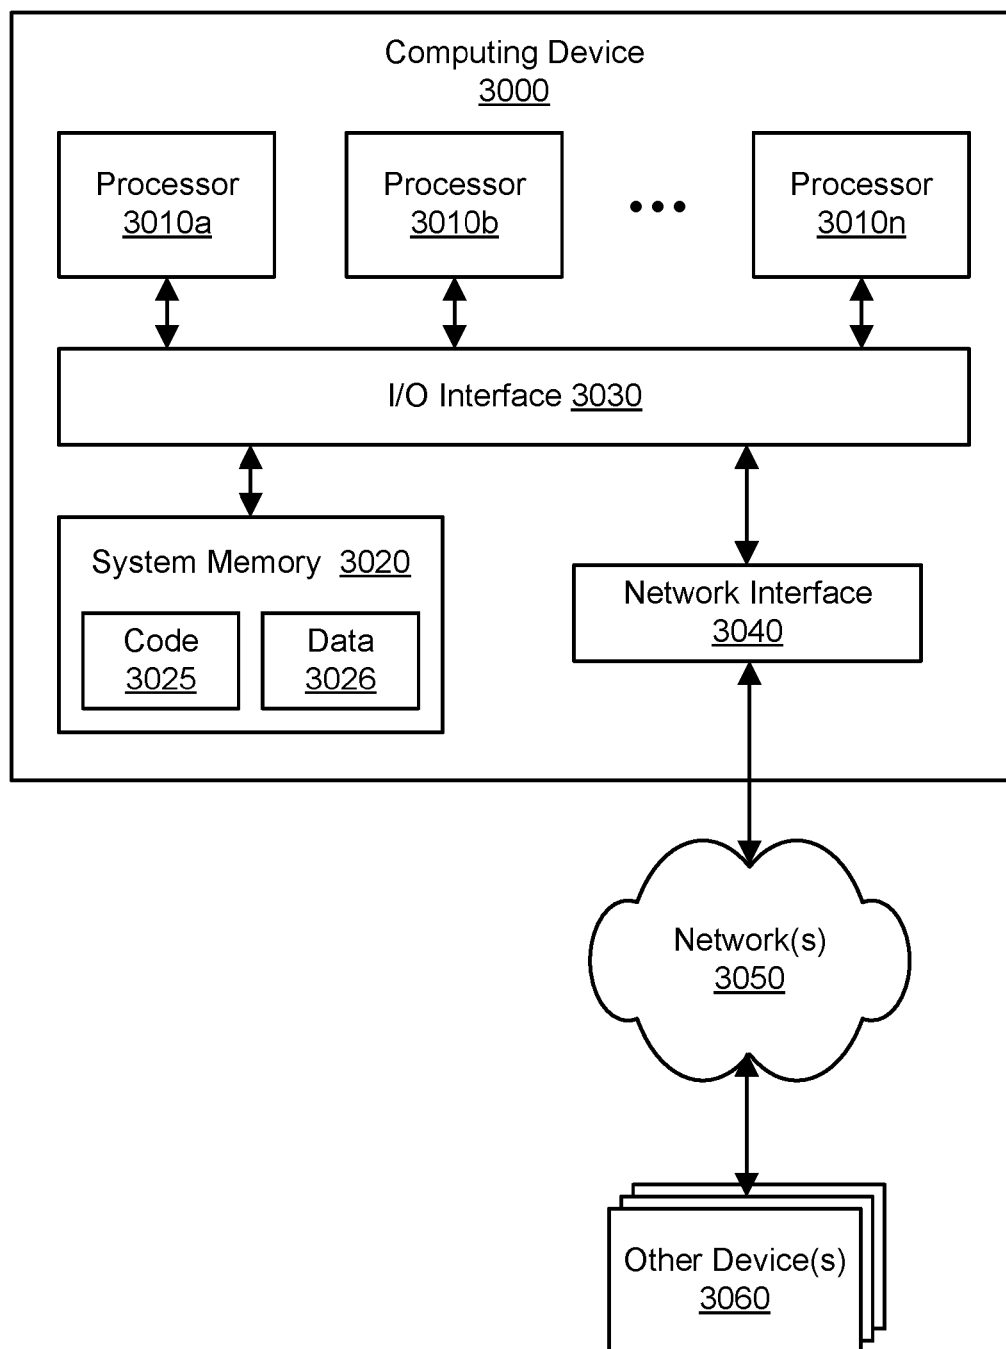 Computing Device
3000
Processor
3010a
Processor
3010b
•••
Processor
3010n
I/O Interface 3030
System Memory 3020
Code
3025
Data
3026
Network Interface
3040
Network(s)
3050
Other Device(s)
3060